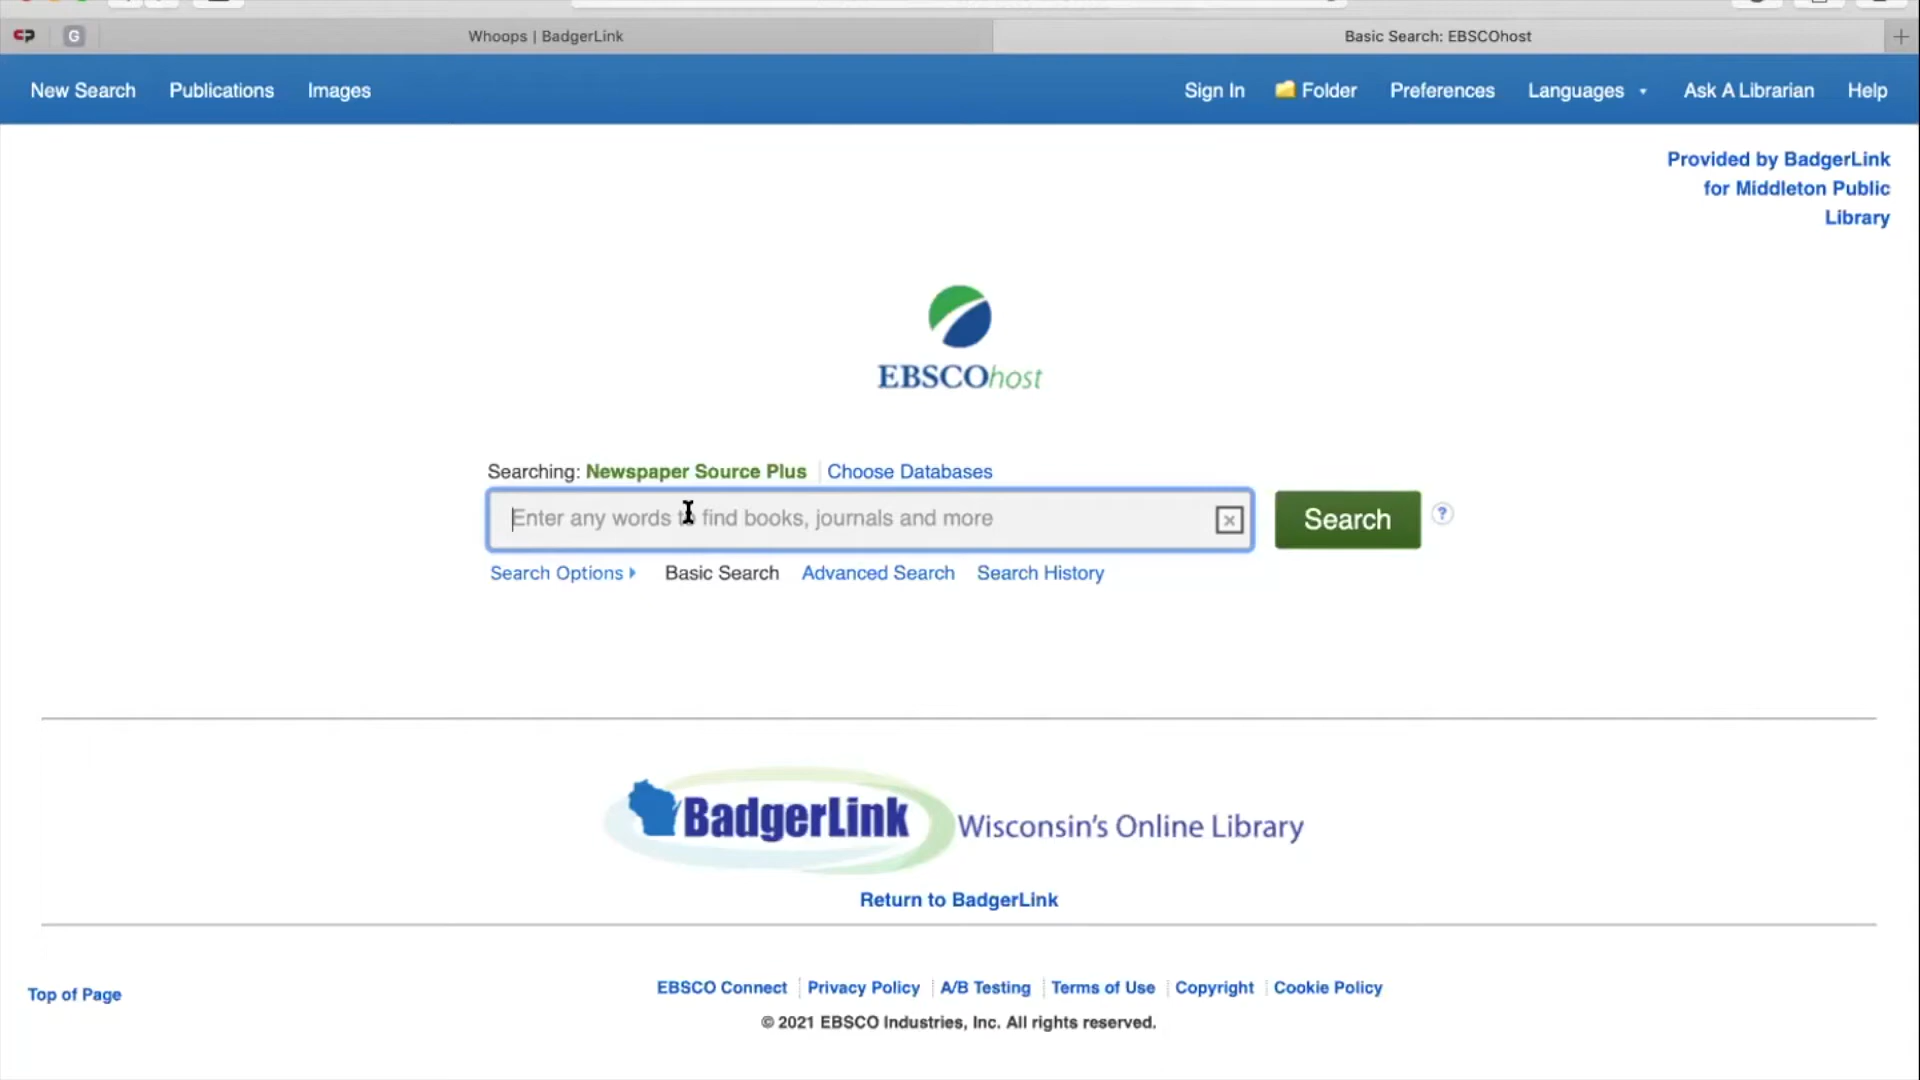 G
Whoops | BadgerLink
Basic Search: EBSCOhost
New Search Publications Images
Sign In Folder Preferences Languages Ask A Librarian Help
Provided by BadgerLink
for Middleton Public
Library
EBSCOhost
Searching: Newspaper Source Plus Choose Databases
Enter any words to find books, journals and more
Search ?
Search Options Basic Search Advanced Search Search History
BadgerLink Wisconsin's Online Library
Return to BadgerLink
Top of Page
EBSCO Connect Privacy Policy A/B Testing Terms of Use Copyright Cookie Policy
© 2021 EBSCO Industries, Inc. All rights reserved.